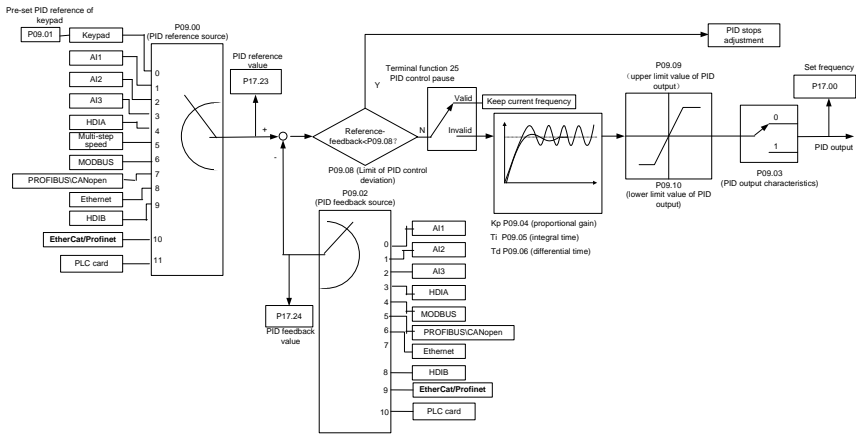 Pre-set PID reference of
keypad
P09.01
Keypad
AI1
AI2
AI3
HDIA
Multi-step
speed
MODBUS
PROFIBUS\CANopen
Ethernet
HDIB
EtherCat/Profinet
PLC card
P09.00
(PID reference source)
0
1
2
3
4
5
6
7
8
9
10
11
PID reference
value
P17.23
+
-
Reference-
feedback<P09.08?
P09.08 (Limit of PID control
deviation)
Y
N
Terminal function 25
PID control pause
Valid
Invalid
Keep current frequency
PID stops
adjustment
Kp P09.04 (proportional gain)
Ti P09.05 (integral time)
Td P09.06 (differential time)
P09.09
(upper limit value of PID
output)
P09.10
(lower limit value of PID
output)
0
1
P09.03
(PID output characteristics)
Set frequency
P17.00
PID output
P09.02
(PID feedback source)
P17.24
PID feedback
value
0
1
2
3
4
5
6
7
8
9
10
AI1
AI2
AI3
HDIA
MODBUS
PROFIBUS\CANopen
Ethernet
HDIB
EtherCat/Profinet
PLC card